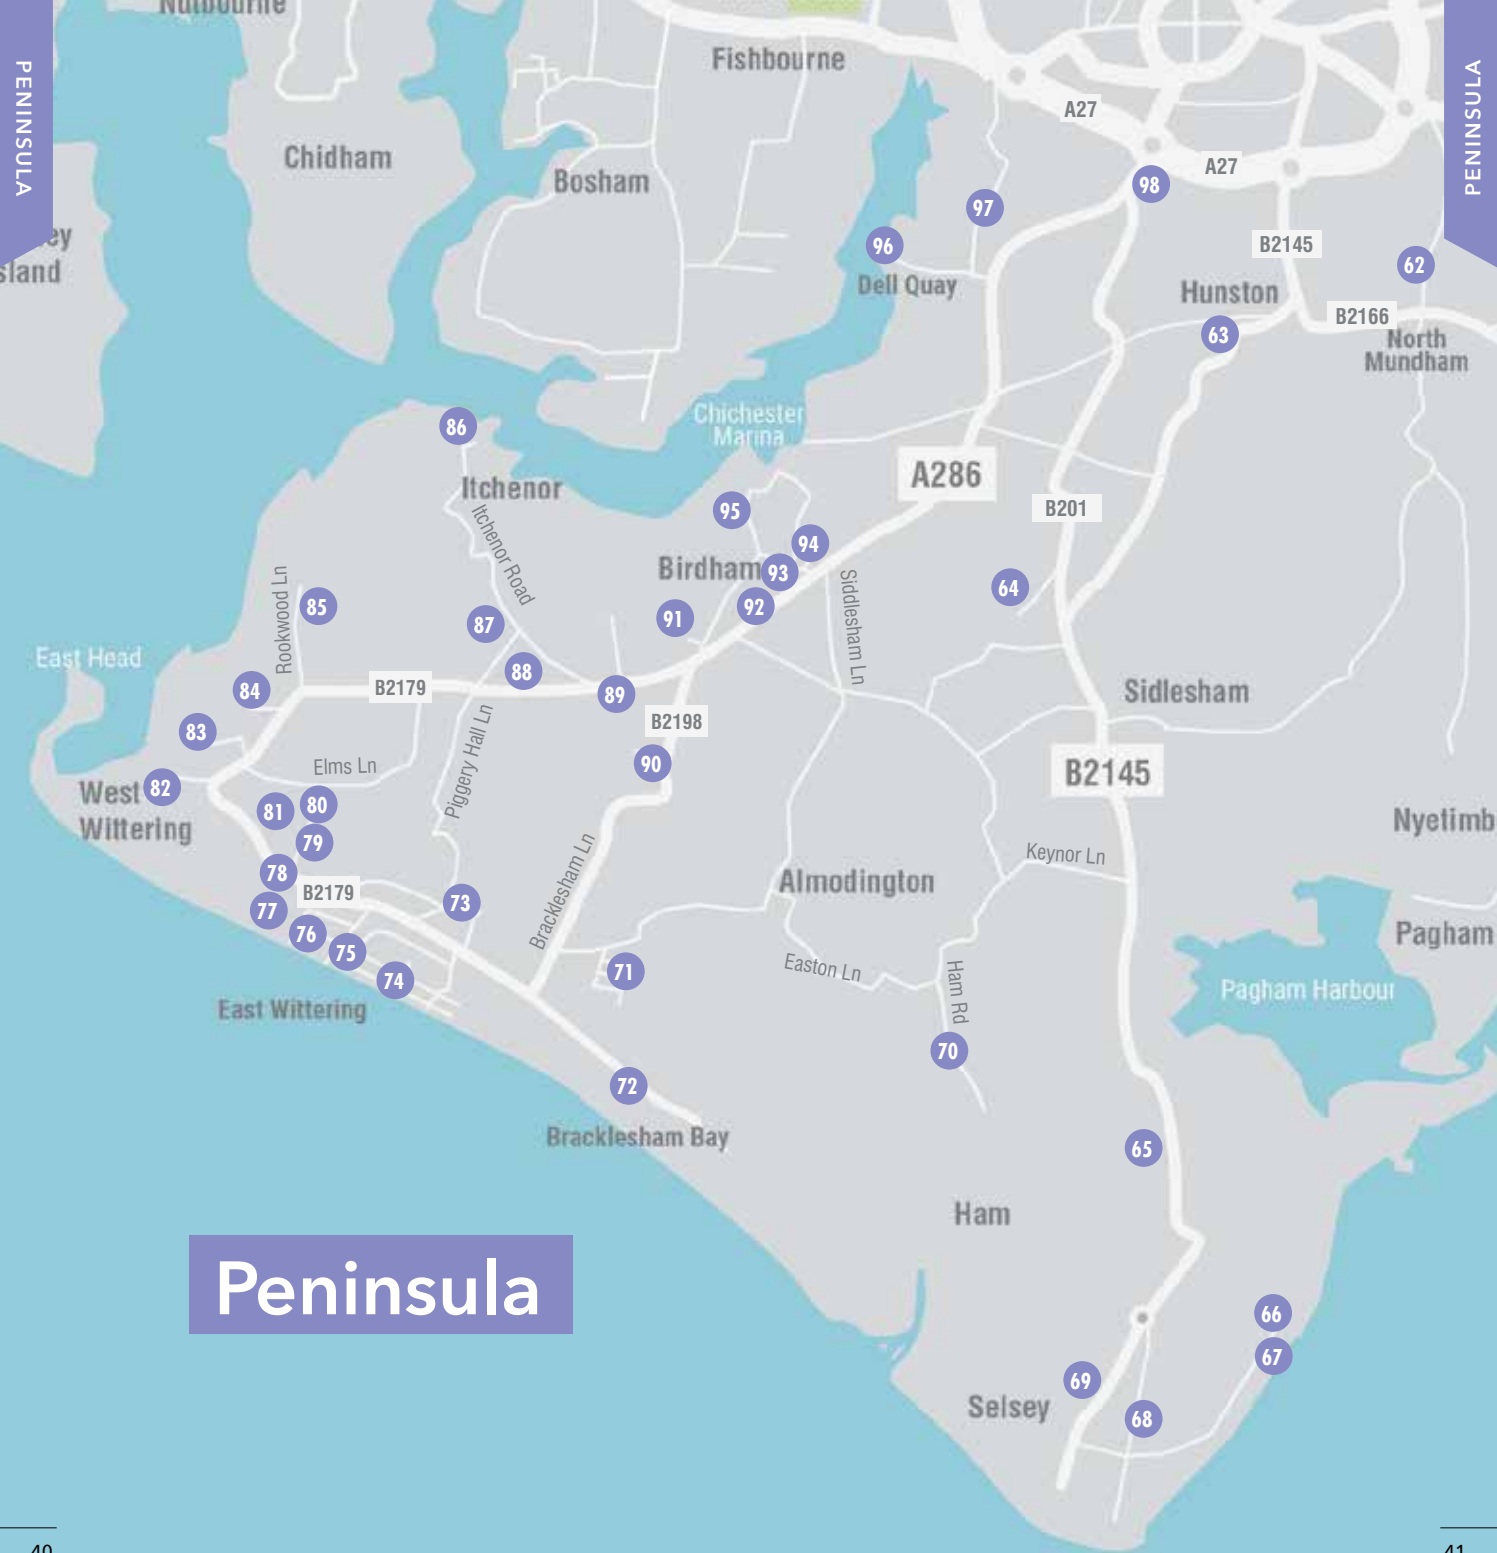 Nutbourne
PENINSULA
PENINSULA
Fishbourne
A27
Chidham
A27
Bosham
98
97
B2145
96
62
Dell Quay
Hunston
B2166
63
North
Mundham
Chichester
Marina
86
A286
Itchenor
B201
95
Itchenor Road
94
Birdham
93
64
Siddlesham Ln
Rookwood Ln
85
92
91
87
East Head
88
84
B2179
89
Sidlesham
B2198
83
Piggery Hall Ln
90
Elms Ln
B2145
82
West
Wittering
81
80
79
Keynor Ln
78
Bracklesham Ln
Almodington
B2179
77
73
76
Pagham
75
71
Easton Ln
74
Ham Rd
Pagham Harbour
East Wittering
70
72
Bracklesham Bay
65
Ham
Peninsula
66
67
69
Selsey
68
40
41